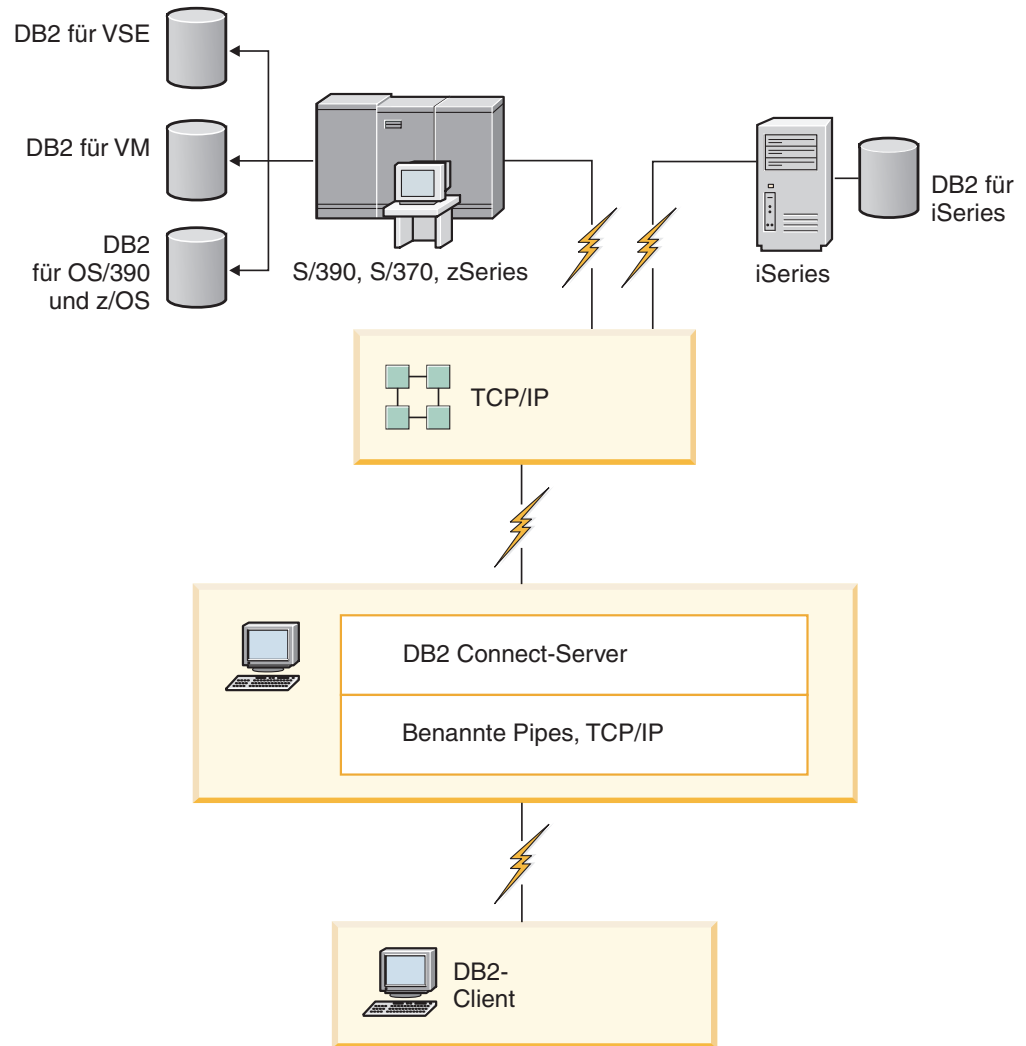 DB2 für VSE
DB2 für VM
DB2
für OS/390
und z/OS
S/390, S/370, zSeries
iSeries
DB2 für
iSeries
TCP/IP
DB2 Connect-Server
Benannte Pipes, TCP/IP
DB2-
Client